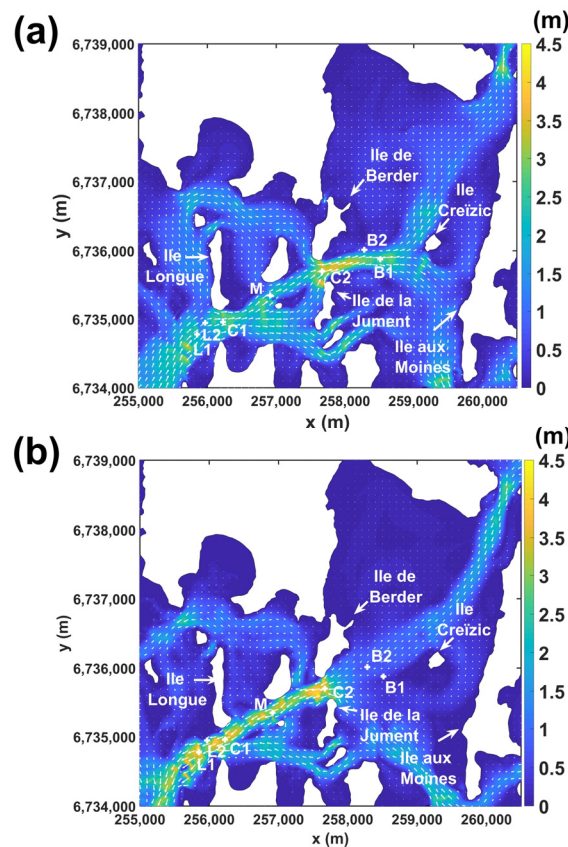 (a)
(m)
6,739,000
6,738,000
6,737,000
6,736,000
6,735,000
6,734,000
y (m)
4.5
4
3.5
3
2.5
2
1.5
1
0.5
0
Ile de
Berder
Ile
Creïzic
Ile
Longue
B2
B1
C2
M
Ile de la
Jument
C1
L2
L1
Ile aux
Moines
255,000 256,000 257,000 258,000 259,000 260,000
x (m)
(b)
(m)
6,739,000
6,738,000
6,737,000
6,736,000
6,735,000
6,734,000
y (m)
4.5
4
3.5
3
2.5
2
1.5
1
0.5
0
Ile de
Berder
Ile
Creïzic
Ile
Longue
B2
B1
C2
M
Ile de la
Jument
C1
L2
L1
Ile aux
Moines
255,000 256,000 257,000 258,000 259,000 260,000
x (m)